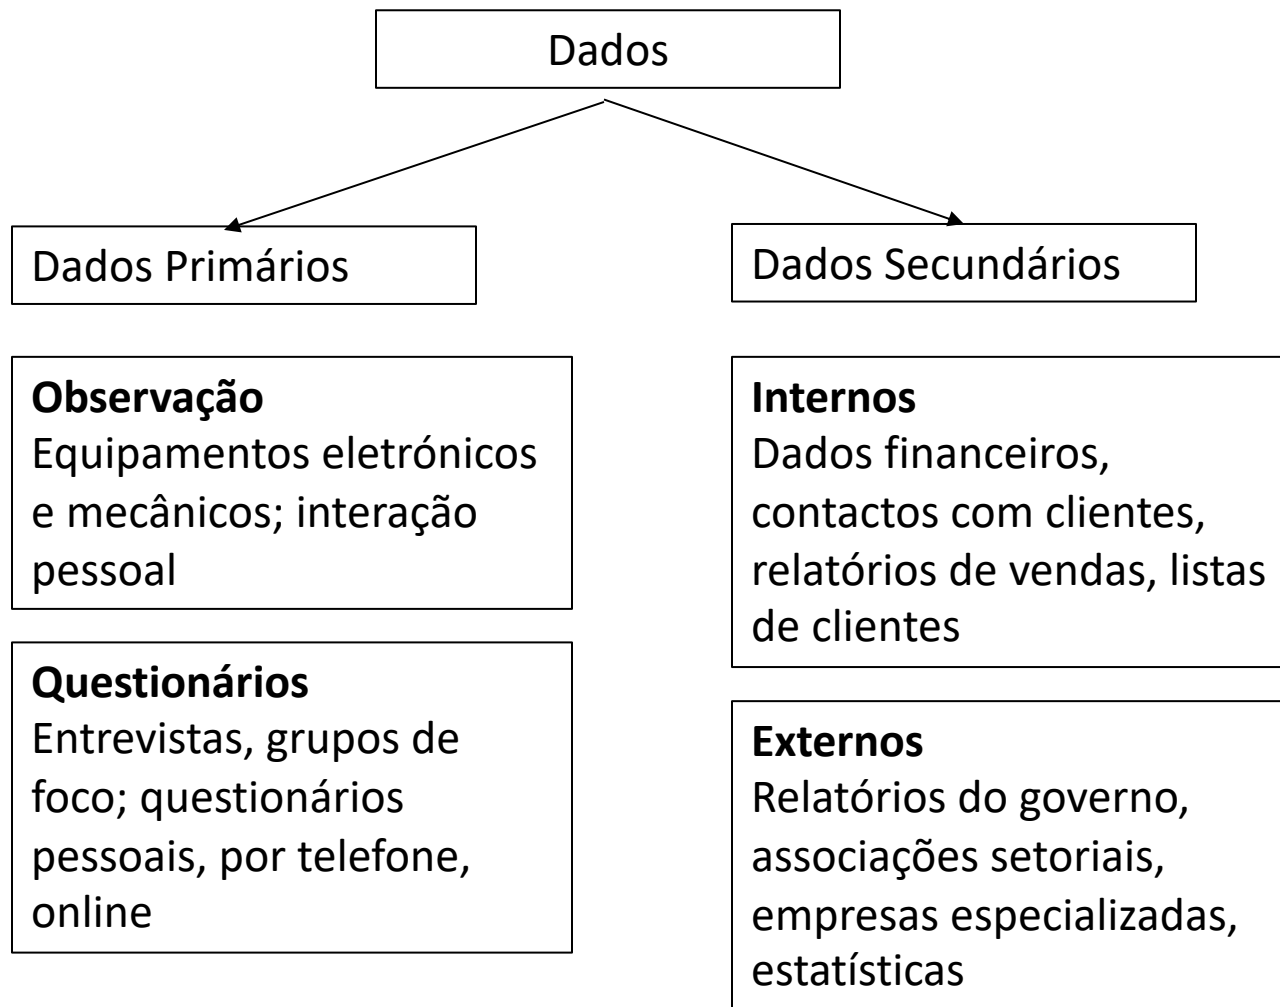 Dados
Dados Primários
Dados Secundários
Observação
Equipamentos eletrónicos
e mecânicos; interação
pessoal
Questionários
Entrevistas, grupos de
foco; questionários
pessoais, por telefone,
online
Internos
Dados financeiros,
contactos com clientes,
relatórios de vendas, listas
de clientes
Externos
Relatórios do governo,
associações setoriais,
empresas especializadas,
estatísticas